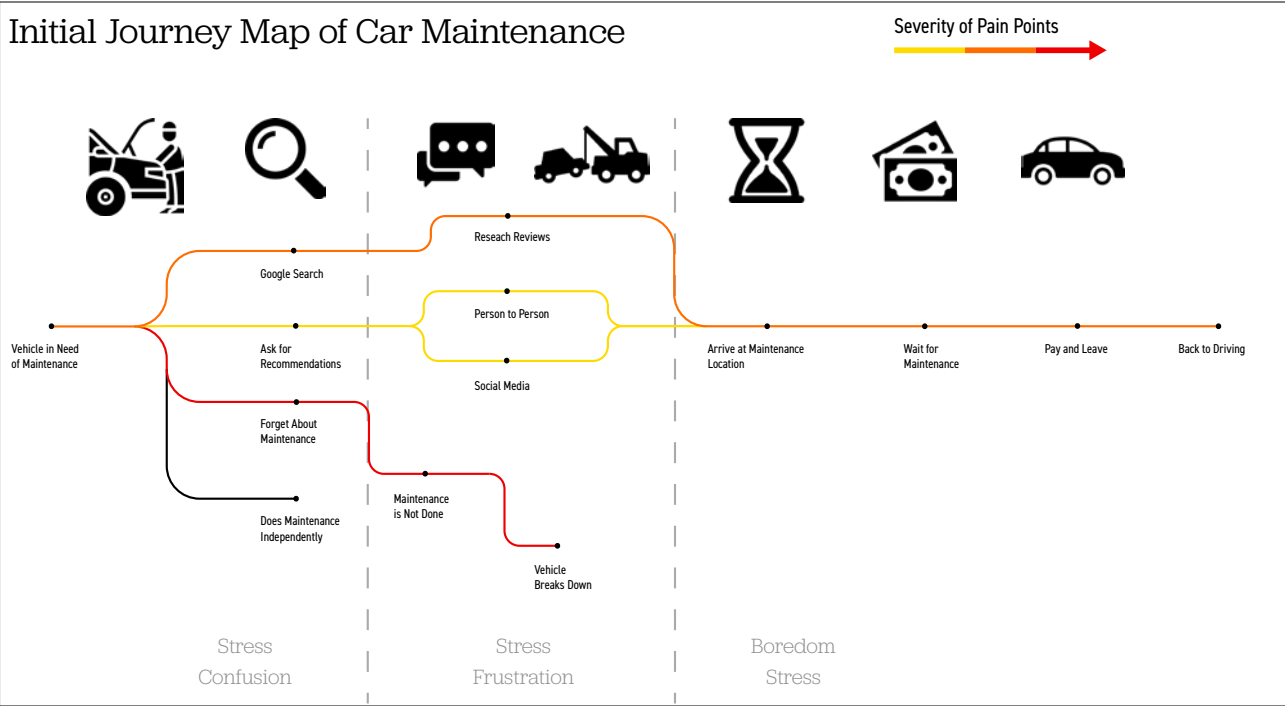 Initial Journey Map of Car Maintenance
Severity of Pain Points
Reseach Reviews
Google Search
Person to Person
Vehicle in Need
of Maintenance
Ask for
Recommendations
Arrive at Maintenance
Location
Wait for
Maintenance
Pay and Leave
Back to Driving
Social Media
Forget About
Maintenance
Maintenance
is Not Done
Does Maintenance
Independently
Vehicle
Breaks Down
Stress
Confusion
Stress
Frustration
Boredom
Stress